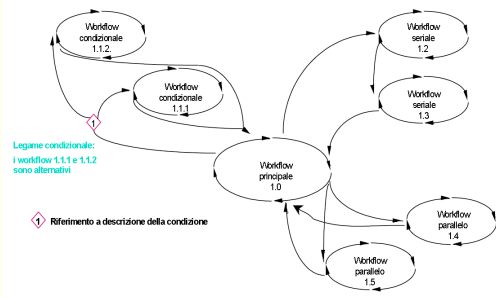 Workflow
condizionale
1.1.2.
Workflow
seriale
1.2
Workflow
condizionale
1.1.1
Workflow
seriale
1.3
1
Legame condizionale:
i workflow 1.1.1 e 1.1.2
sono alternativi
Workflow
principale
1.0
Workflow
parallelo
1.4
1 Riferimento a descrizione della condizione
Workflow
parallelo
1.5